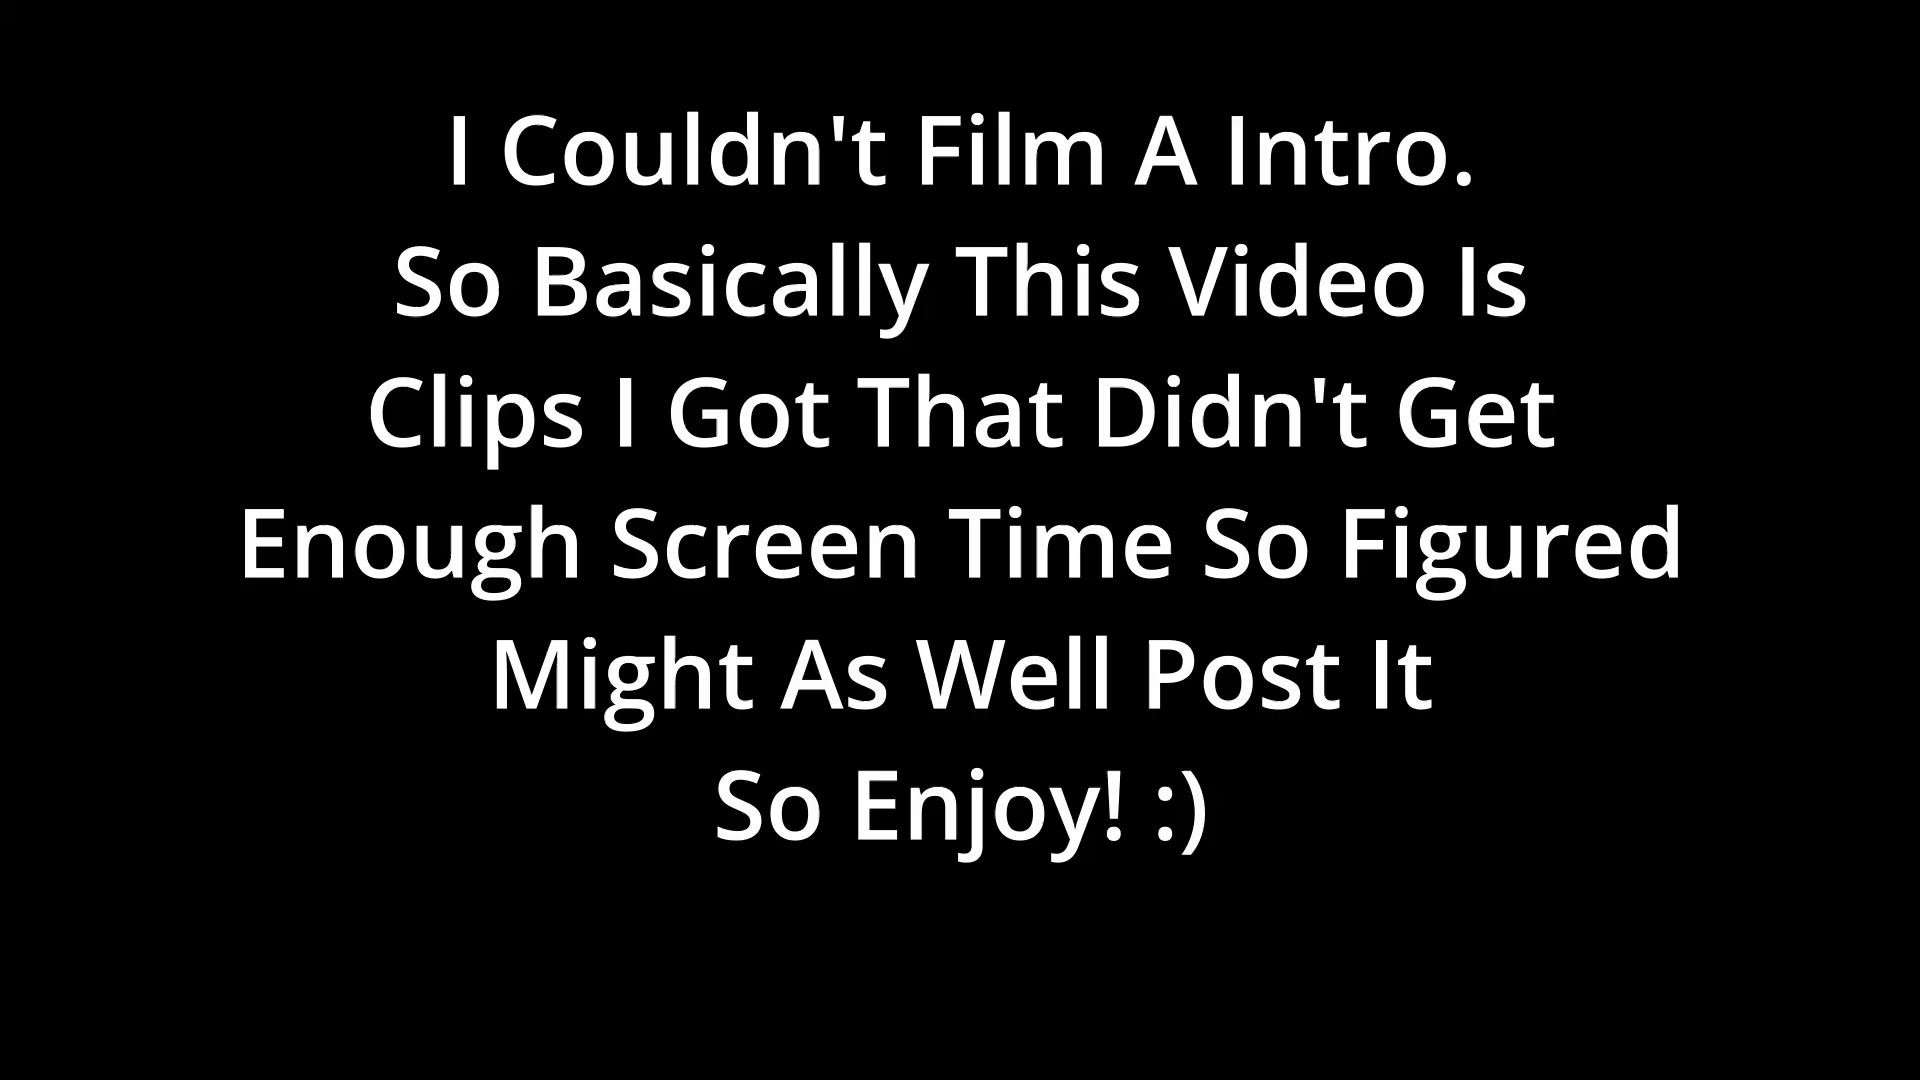 I Couldn't Film A Intro.
So Basically This Video Is
Clips I Got That Didn't Get
Enough Screen Time So Figured
Might As Well Post It
So Enjoy! :)